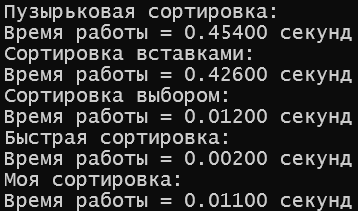 Пузырьковая сортировка:
Время работы = 0.45400 секунд
Сортировка вставками:
Время работы = 0.42600 секунд
Сортировка выбором:
Время работы = 0.01200 секунд
Быстрая сортировка:
Время работы = 0.00200 секунд
Моя сортировка:
Время работы = 0.01100 секунд